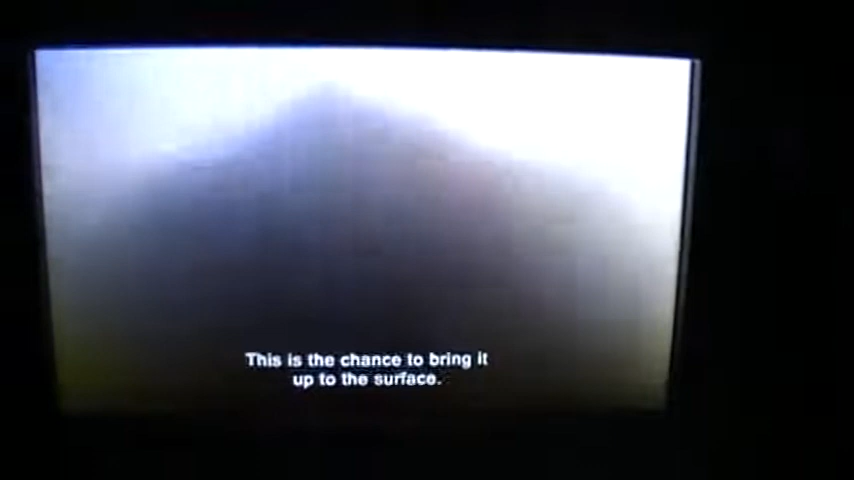 This is the chance to bring it
up to the surface.